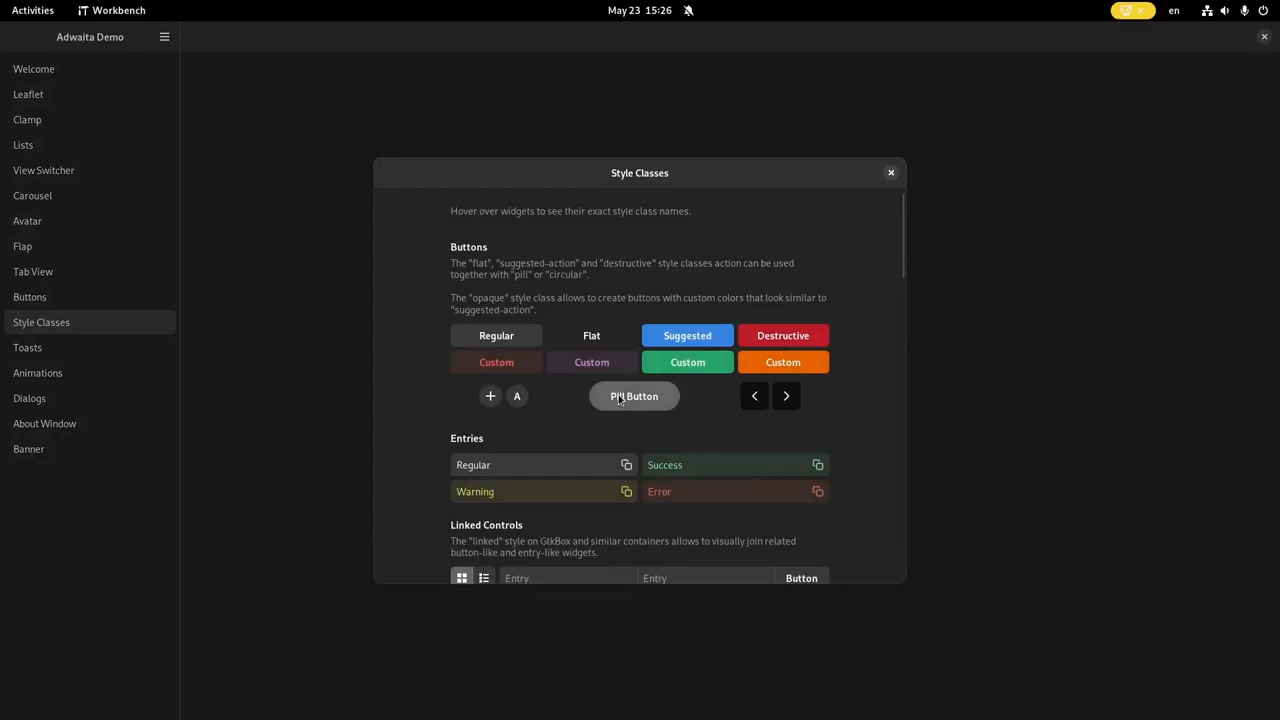 Activities
Workbench
May 23 15:26
en
Adwaita Demo
Welcome
Leaflet
Clamp
Lists
View Switcher
Carousel
Avatar
Flap
Tab View
Buttons
Style Classes
Toasts
Animations
Dialogs
About Window
Banner
Style Classes
Hover over widgets to see their exact style class names.
Buttons
The "flat", "suggested-action" and "destructive" style classes action can be used
together with "pill" or "circular".
The "opaque" style class allows to create buttons with custom colors that look similar to
"suggested-action".
Regular Flat Suggested Destructive
Custom Custom Custom Custom
A Pill Button
Entries
Regular Success
Warning Error
Linked Controls
The "linked" style on GtkBox and similar containers allows to visually join related
button-like and entry-like widgets.
Entry Entry Button